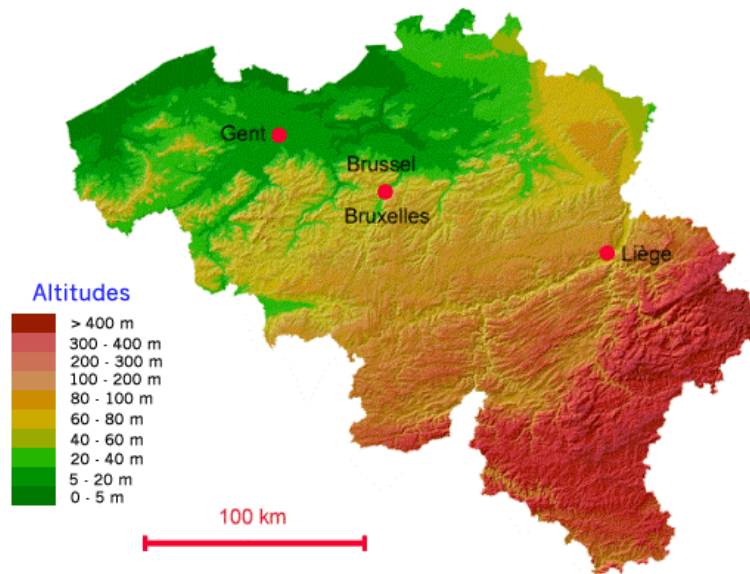 Gent
Brussel
Bruxelles
Liège
Altitudes
> 400 m
300 - 400 m
200 - 300 m
100 - 200 m
80 - 100 m
60 - 80 m
40 - 60 m
20 - 40 m
5 - 20 m
0 - 5 m
100 km